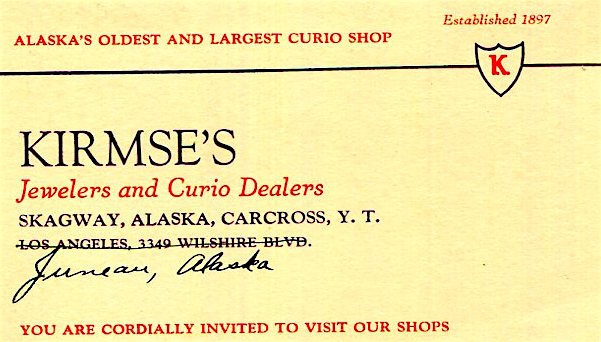 Established 1897
ALASKA'S OLDEST AND LARGEST CURIO SHOP
K
KIRMSE'S
Jewelers and Curio Dealers
SKAGWAY, ALASKA, CARCROSS, Y. T.
LOS ANGELES, 3349 WILSHIRE BLVD.
Juneau, Alaska
YOU ARE CORDIALLY INVITED TO VISIT OUR SHOPS